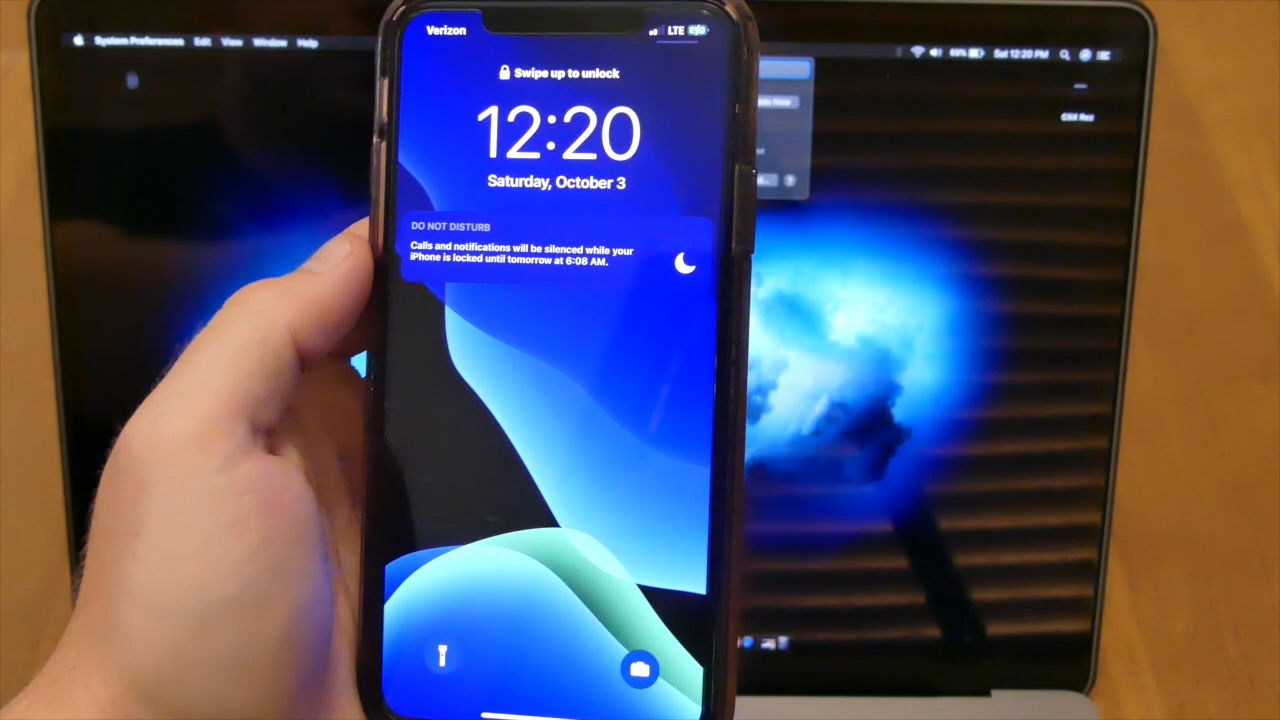 Verizon
LTE
Swipe up to unlock
12:20
Saturday, October 3
DO NOT DISTURB
Calls and notifications will be silenced while your
iPhone is locked until tomorrow at 6:08 AM.
System Preferences Edit View Window Help
69% Sat 12:20 PM